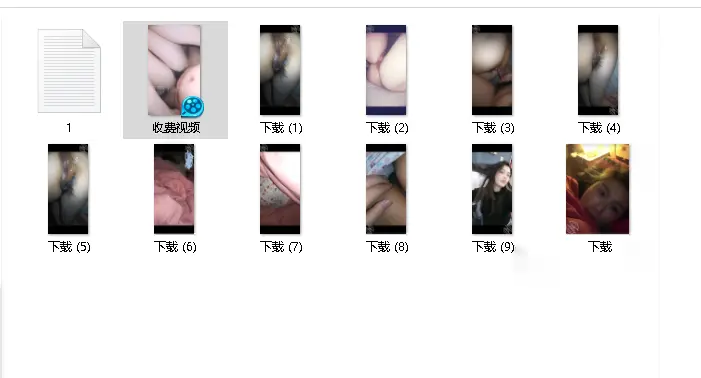 1
收费视频
下载 (1)
下载 (2)
下载 (3)
下载 (4)
下载 (5)
下载 (6)
下载 (7)
下载 (8)
下载 (9)
下载